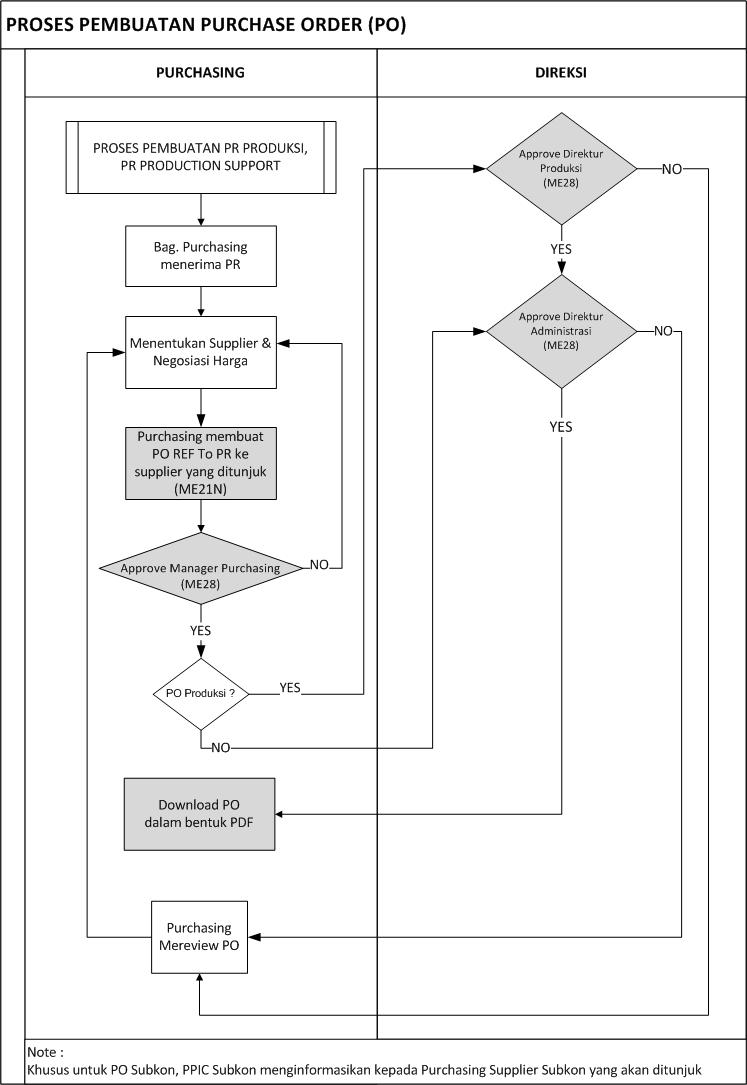 PROSES PEMBUATAN PURCHASE ORDER (PO)
PURCHASING
DIREKSI
PROSES PEMBUATAN PR PRODUKSI,
PR PRODUCTION SUPPORT
Bag. Purchasing
menerima PR
Menentukan Supplier &
Negosiasi Harga
Purchasing membuat
PO REF To PR ke
supplier yang ditunjuk
(ME21N)
Approve Manager Purchasing
(ME28)
NO
YES
PO Produksi ?
YES
NO
Download PO
dalam bentuk PDF
Purchasing
Mereview PO
Approve Direktur
Produksi
(ME28)
NO
YES
Approve Direktur
Administrasi
(ME28)
NO
YES
Note :
Khusus untuk PO Subkon, PPIC Subkon menginformasikan kepada Purchasing Supplier Subkon yang akan ditunjuk